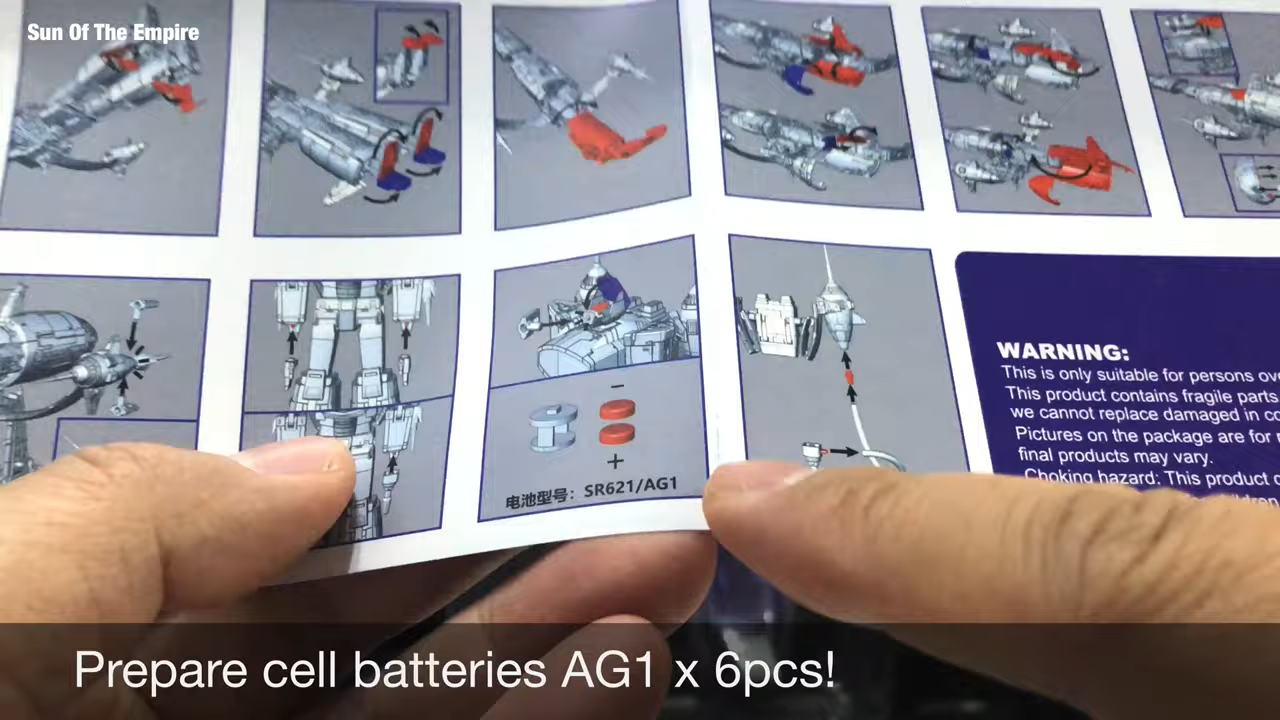 Sun Of The Empire
−
+
电池型号：SR621/AG1
WARNING:
This is only suitable for persons
This product contains fragile parts
we cannot replace damaged in
Pictures on the package are for
final products may vary.
Choking hazard: This product
Prepare cell batteries AG1 x 6pcs!